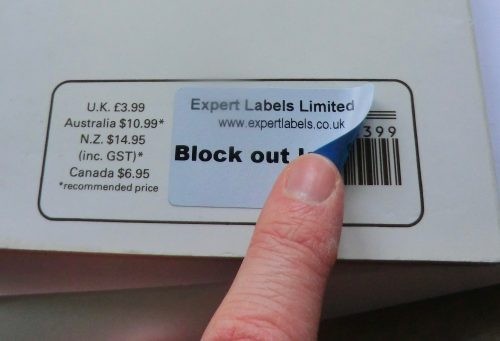 U.K. £3.99
Australia $10.99*
N.Z. $14.95
(inc. GST)*
Canada $6.95
*recommended price
Expert Labels Limited
www.expertlabels.co.uk
Block out
399